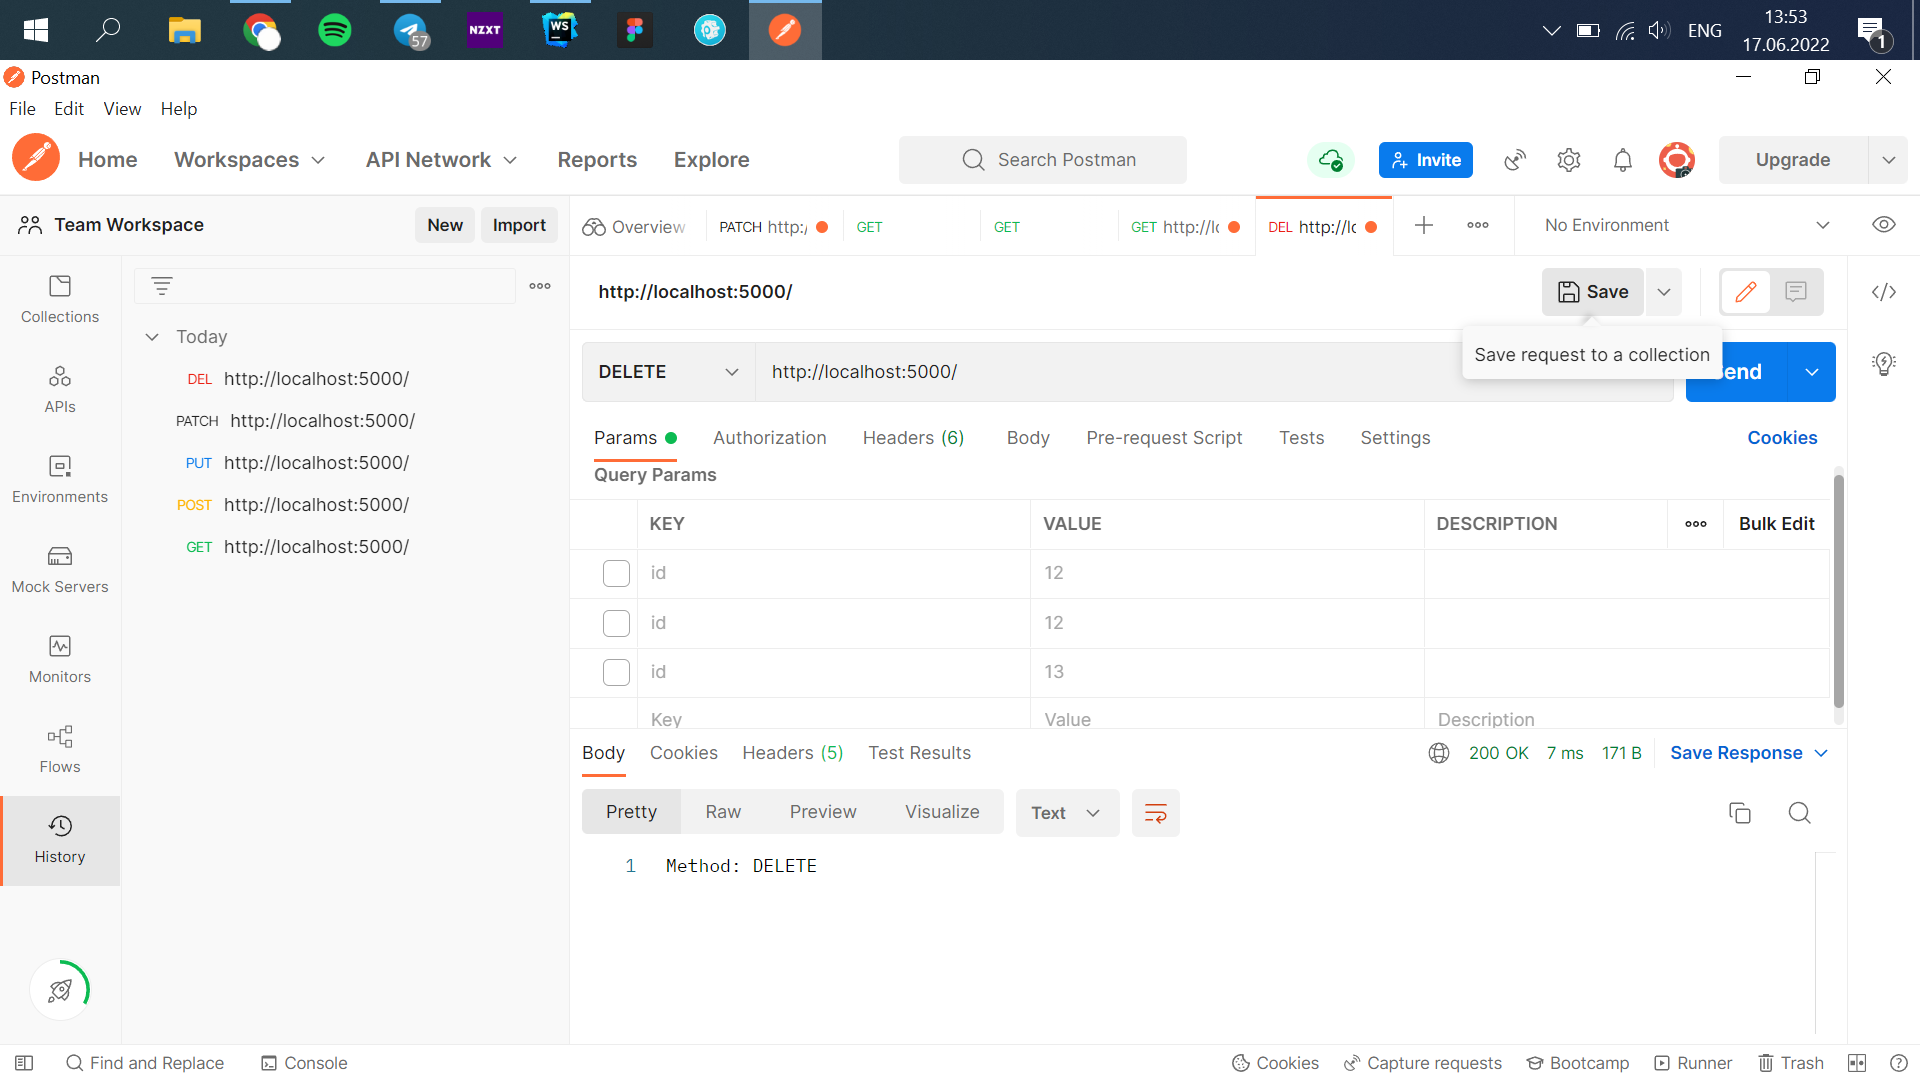 57
NZXT
WS
ENG
13:53
17.06.2022
1
Postman
File Edit View Help
Home Workspaces API Network Reports Explore
Search Postman
Invite
Upgrade
Team Workspace
New
Import
Overview
PATCH http:/
GET
GET
GET http://lo
DEL http://lo
No Environment
Collections
APIs
Environments
Mock Servers
Monitors
Flows
History
Today
DEL http://localhost:5000/
PATCH http://localhost:5000/
PUT http://localhost:5000/
POST http://localhost:5000/
GET http://localhost:5000/
http://localhost:5000/
Save
Save request to a collection
DELETE
http://localhost:5000/
end
Params Authorization Headers (6) Body Pre-request Script Tests Settings Cookies
Query Params
KEY VALUE DESCRIPTION Bulk Edit
id 12
id 12
id 13
Key Value Description
Body Cookies Headers (5) Test Results
200 OK 7 ms 171 B Save Response
Pretty Raw Preview Visualize Text
1 Method: DELETE
Find and Replace Console
Cookies Capture requests Bootcamp Runner Trash